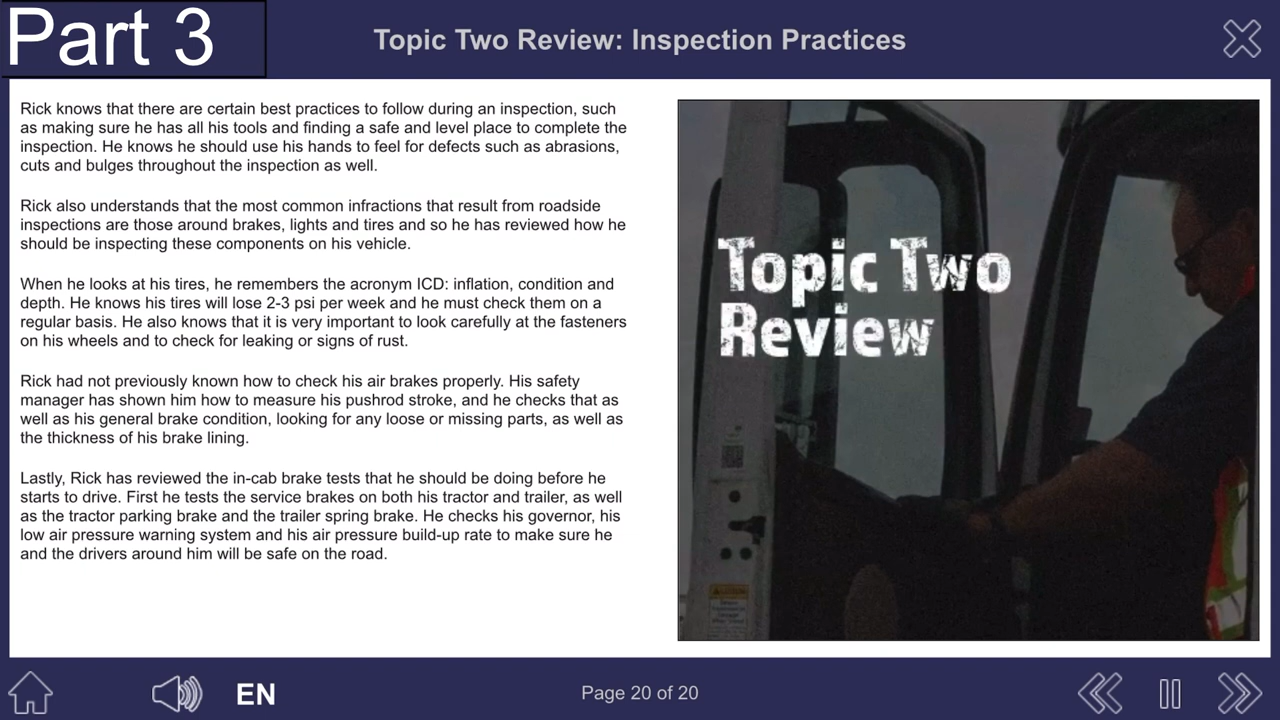 Part 3
Topic Two Review: Inspection Practices
Rick knows that there are certain best practices to follow during an inspection, such
as making sure he has all his tools and finding a safe and level place to complete the
inspection. He knows he should use his hands to feel for defects such as abrasions,
cuts and bulges throughout the inspection as well.
Rick also understands that the most common infractions that result from roadside
inspections are those around brakes, lights and tires and so he has reviewed how he
should be inspecting these components on his vehicle.
When he looks at his tires, he remembers the acronym ICD: inflation, condition and
depth. He knows his tires will lose 2-3 psi per week and he must check them on a
regular basis. He also knows that it is very important to look carefully at the fasteners
on his wheels and to check for leaking or signs of rust.
Rick had not previously known how to check his air brakes properly. His safety
manager has shown him how to measure his pushrod stroke, and he checks that as
well as his general brake condition, looking for any loose or missing parts, as well as
the thickness of his brake lining.
Lastly, Rick has reviewed the in-cab brake tests that he should be doing before he
starts to drive. First he tests the service brakes on both his tractor and trailer, as well
as the tractor parking brake and the trailer spring brake. He checks his governor, his
low air pressure warning system and his air pressure build-up rate to make sure he
and the drivers around him will be safe on the road.
Topic Two
Review
EN
Page 20 of 20